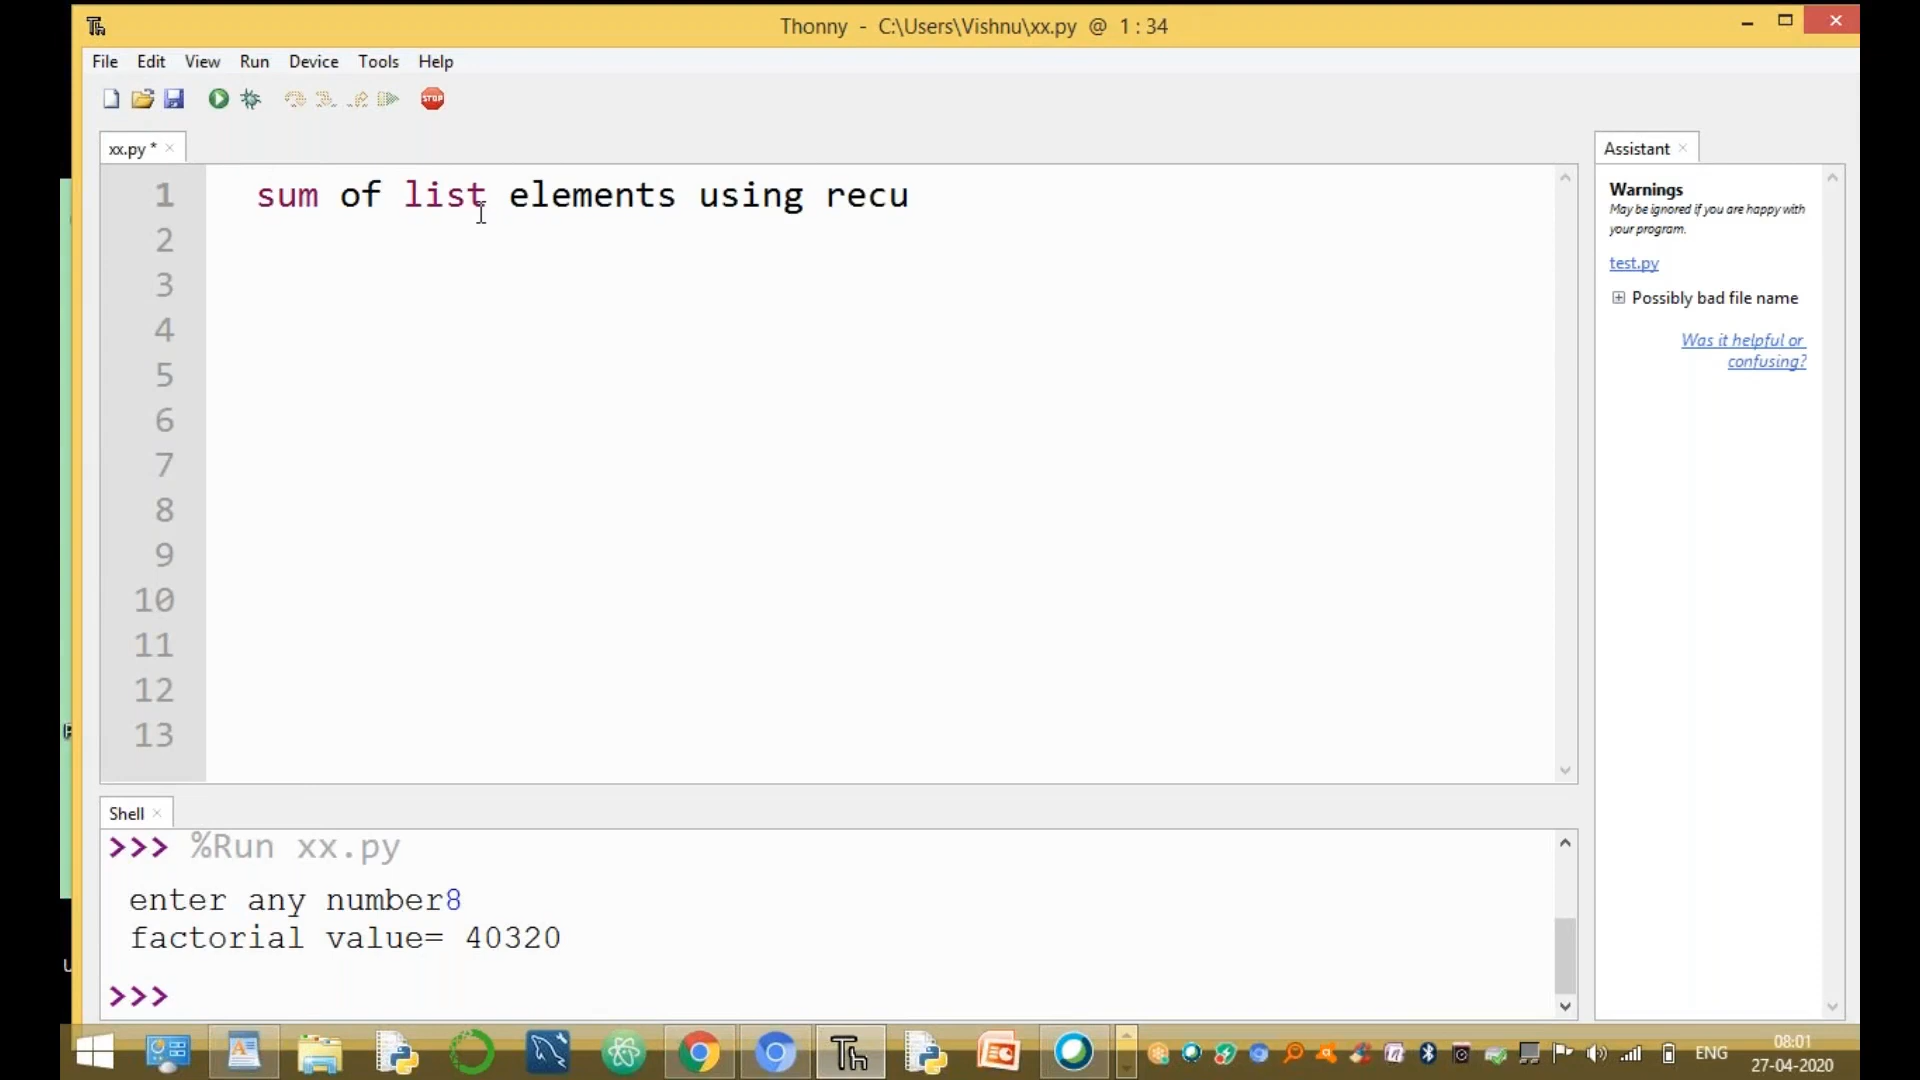 Th Thonny - C:\Users\Vishnu\xx.py @ 1 : 34
File Edit View Run Device Tools Help
STOP
xx.py *
Assistant
1 sum of list elements using recu
2
3
4
5
6
7
8
9
10
11
12
13
Warnings
May be ignored if you are happy with
your program.
test.py
Possibly bad file name
Was it helpful or
confusing?
Shell
>>> %Run xx.py
enter any number8
factorial value= 40320
>>>
Th
ENG
08:01
27-04-2020